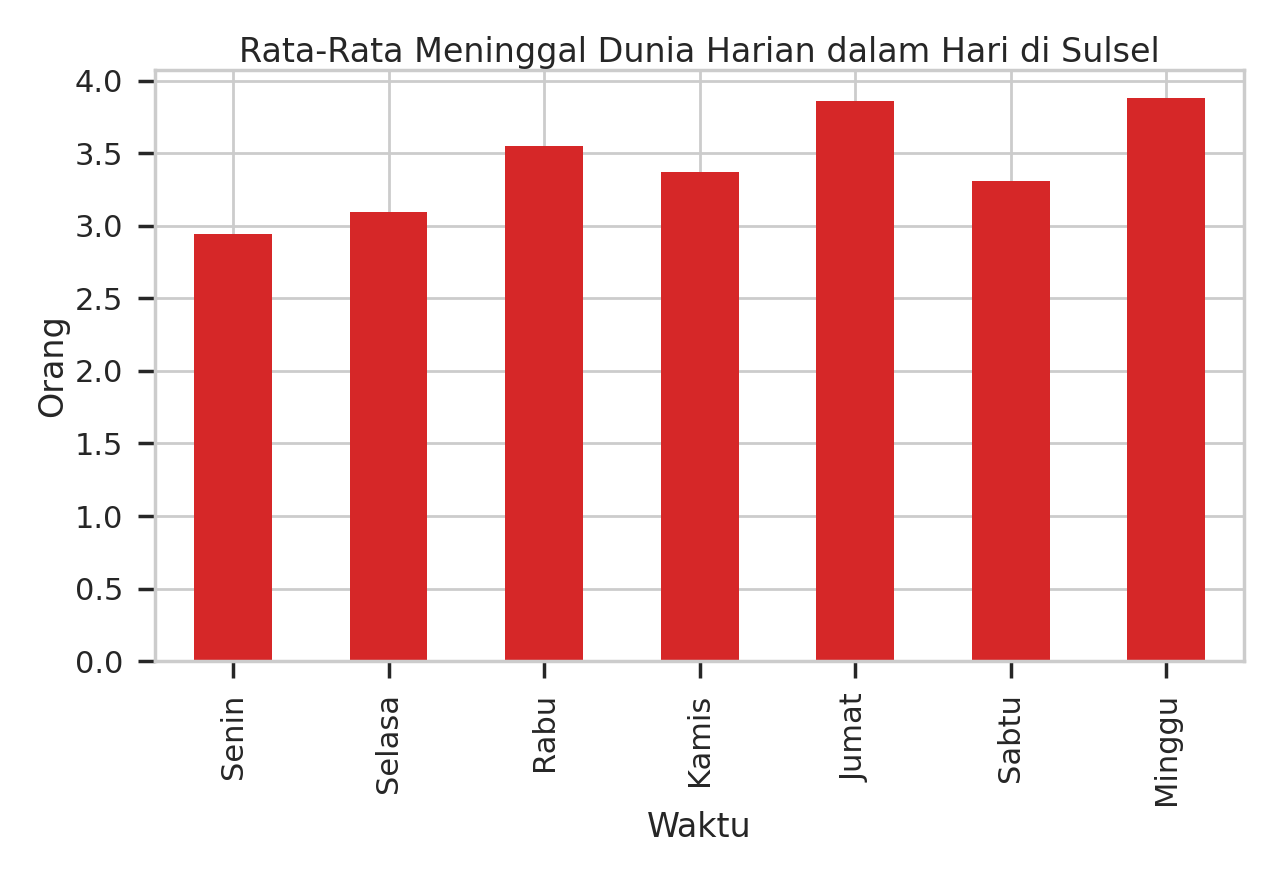 Rata-Rata Meninggal Dunia Harian dalam Hari di Sulsel
4.0
3.5
3.0
2.5
2.0
1.5
1.0
0.5
0.0
Orang
Senin
Selasa
Rabu
Kamis
Jumat
Sabtu
Minggu
Waktu